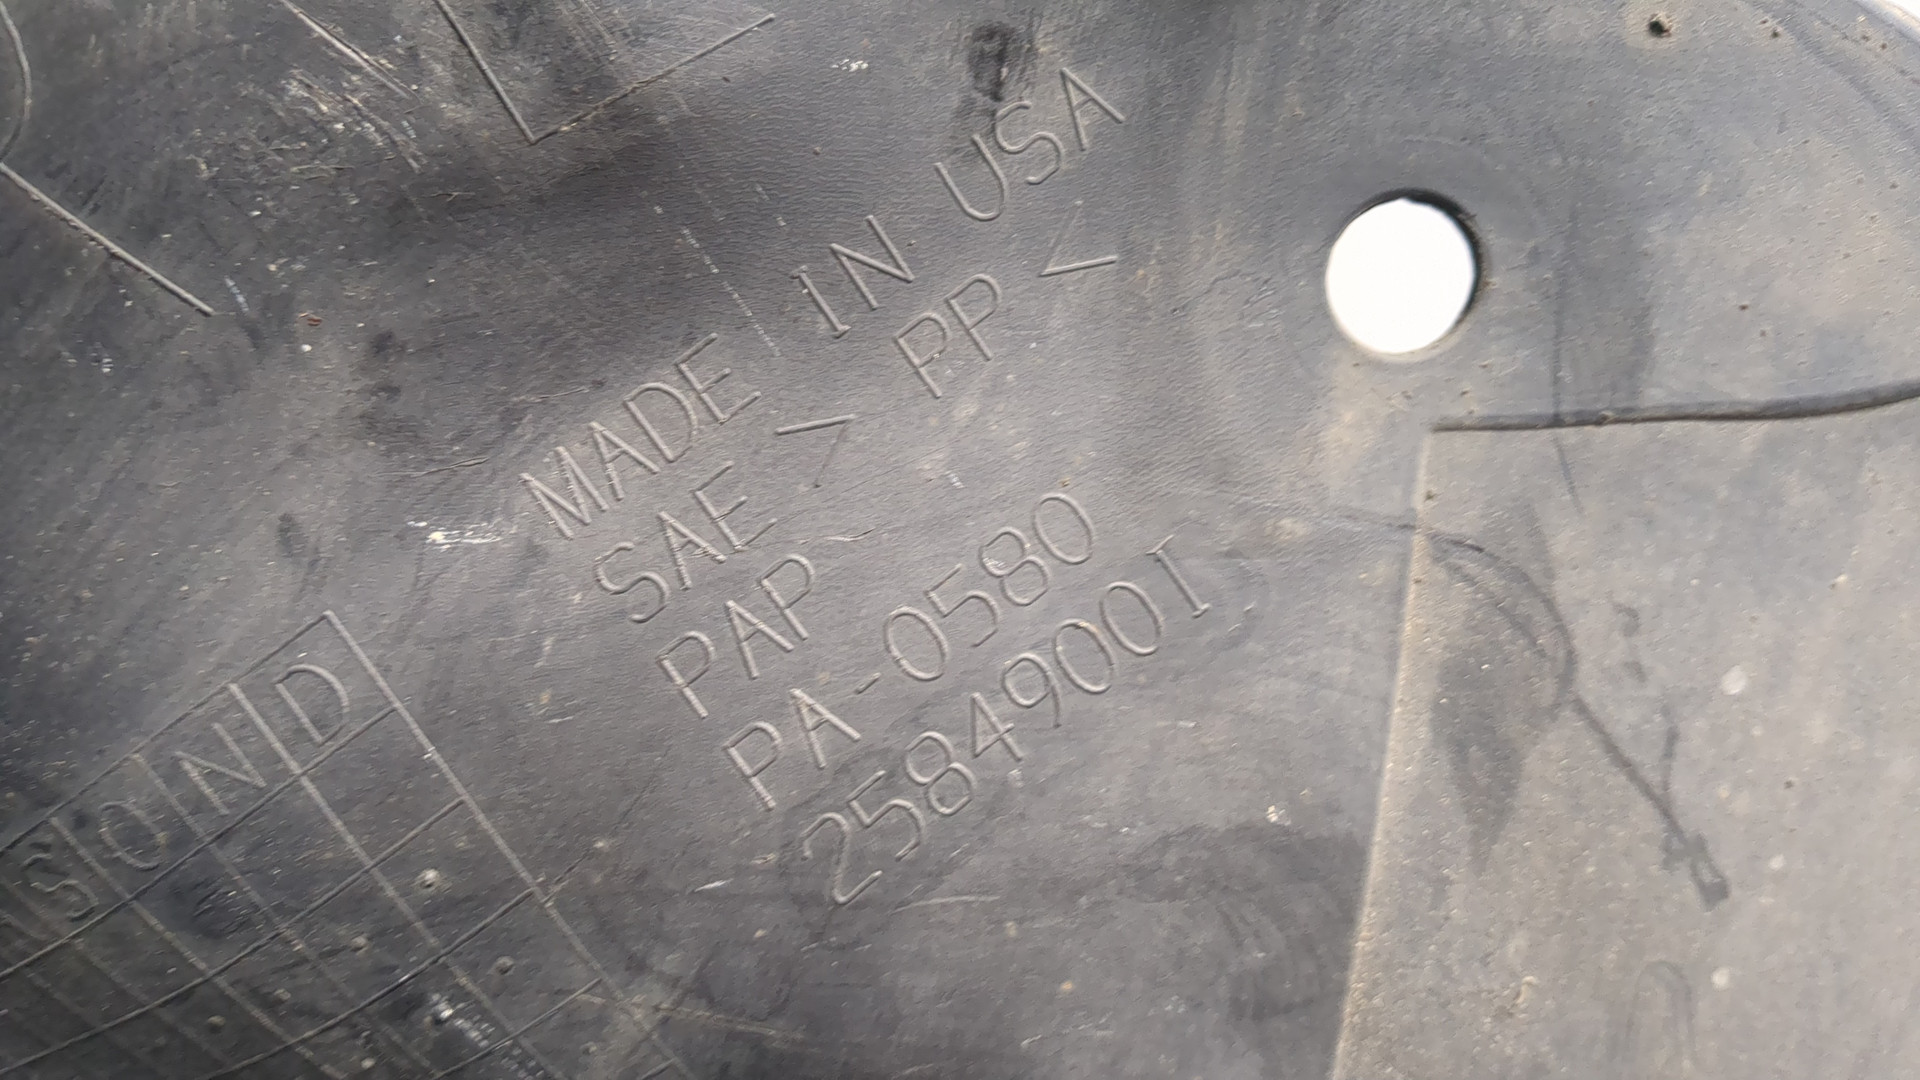 MADE IN USA
SAE > PP <
PAP
PA-0580
25849001
S O N D